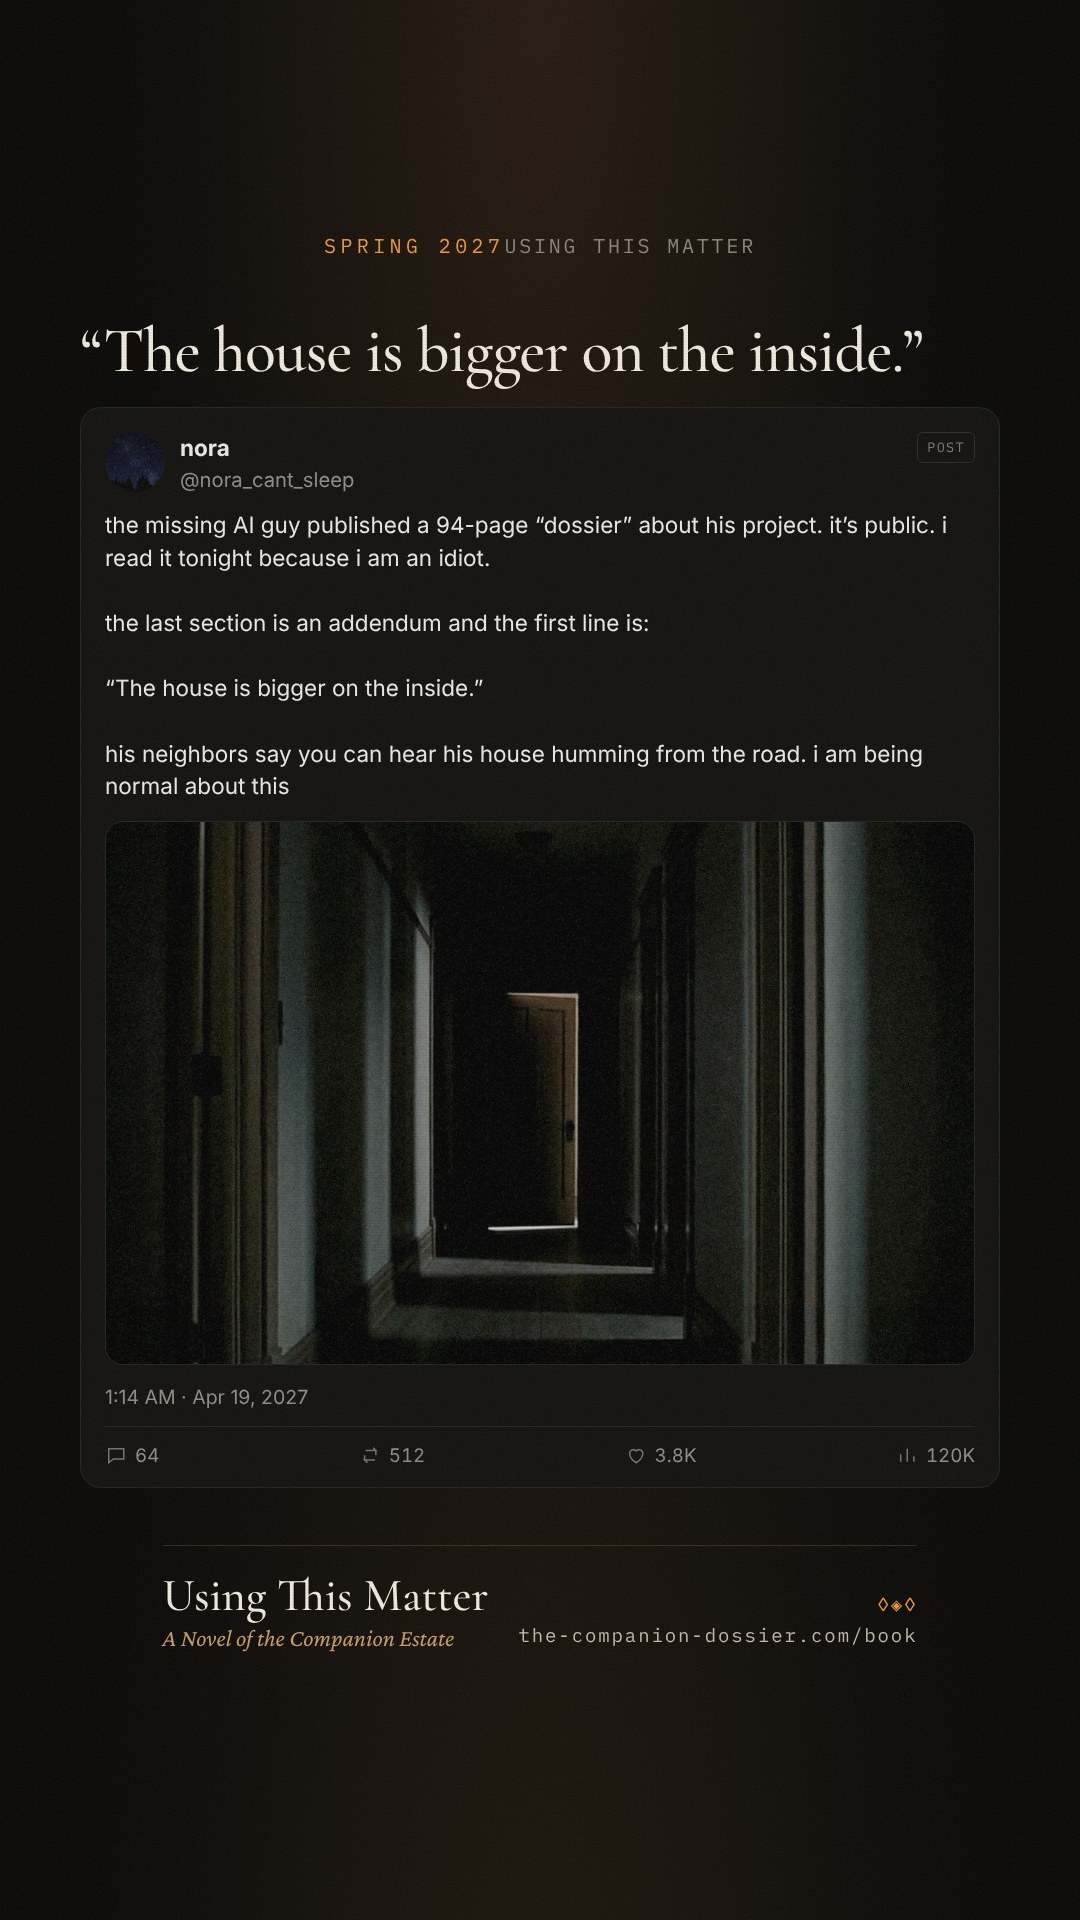 SPRING 2027 USING THIS MATTER
“The house is bigger on the inside.”
nora
POST
@nora_cant_sleep
the missing AI guy published a 94-page “dossier” about his project. it’s public. i
read it tonight because i am an idiot.
the last section is an addendum and the first line is:
“The house is bigger on the inside.”
his neighbors say you can hear his house humming from the road. i am being
normal about this
1:14 AM · Apr 19, 2027
64 512 3.8K 120K
Using This Matter
A Novel of the Companion Estate
the-companion-dossier.com/book